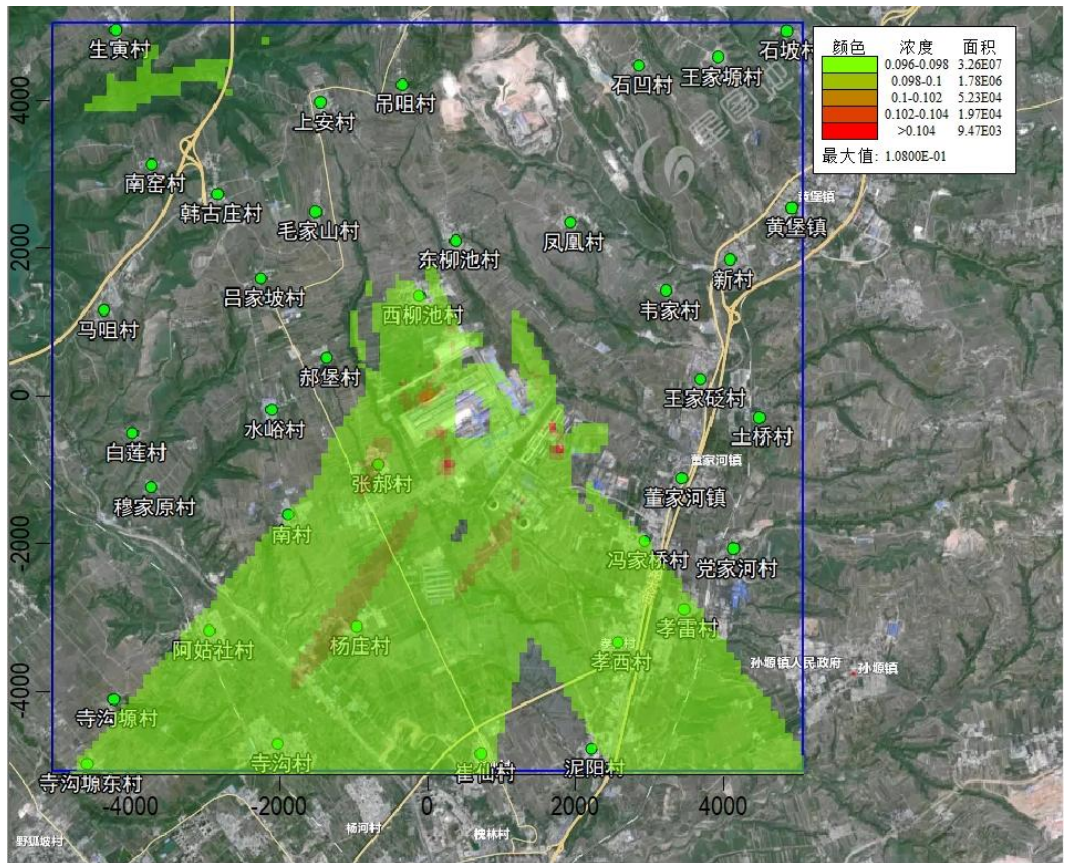 生寅村
石坡村
王家塬村
石凹村
吊咀村
上安村
4000
颜色 浓度 面积
0.096-0.098 3.26E07
0.098-0.1 1.78E06
0.1-0.102 5.23E04
0.102-0.104 1.97E04
>0.104 9.47E03
最大值: 1.0800E-01
南窑村
韩古庄村
毛家山村
黄堡镇
黄堡镇
凤凰村
东柳池村
2000
新村
吕家坡村
韦家村
西柳池村
马咀村
郝堡村
王家砭村
0
水峪村
土桥村
白莲村
董家河镇
张郝村
董家河镇
穆家原村
南村
-2000
冯家桥村
党家河村
孝雷村
阿姑社村
杨庄村
孝西村
孙塬镇人民政府
孙塬镇
-4000
寺沟塬村
寺沟村
崔仙村
泥阳村
寺沟塬东村
-4000 -2000 0 2000 4000
野狐坡村
杨河村
槐林村